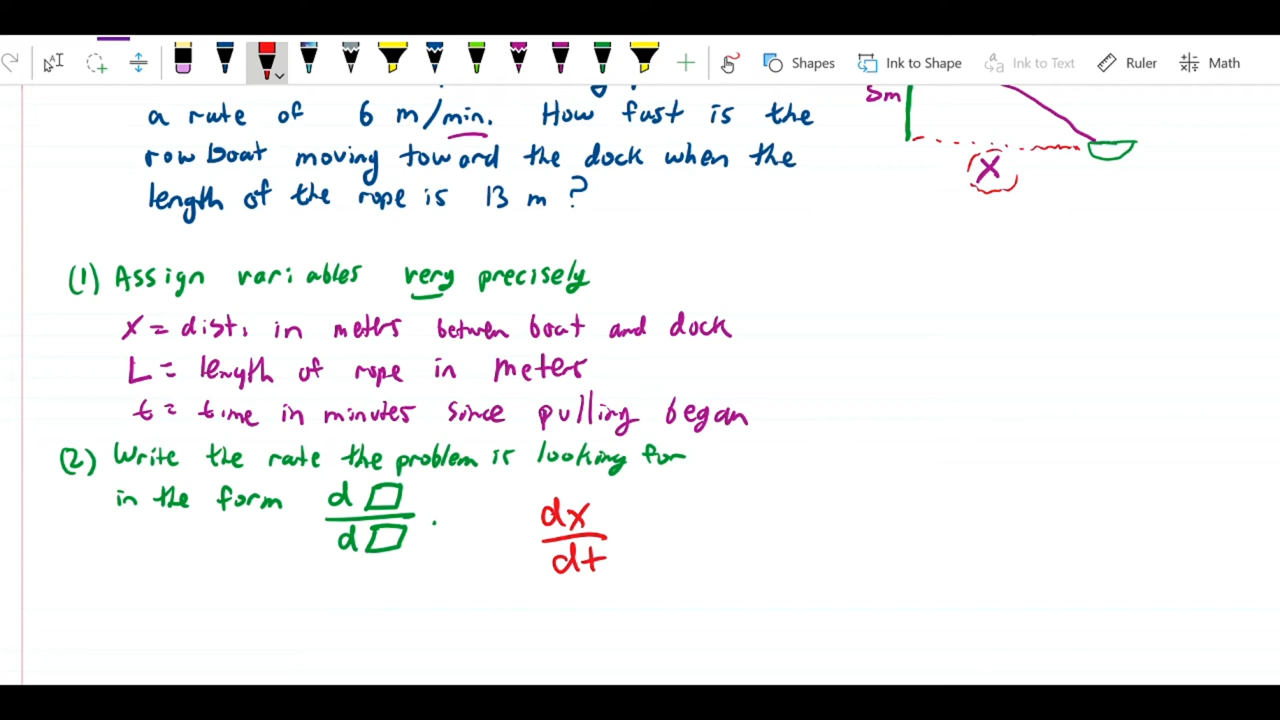 Shapes Ink to Shape Ink to Text Ruler Math
a rate of 6 m/min. How fast is the
row boat moving toward the dock when the
length of the rope is 13 m?
5m
X
(1) Assign variables very precisely
x = dist. in meters between boat and dock
L = length of rope in meters
t = time in minutes since pulling began
(2) Write the rate the problem is looking for
in the form d□/d□. dx/dt